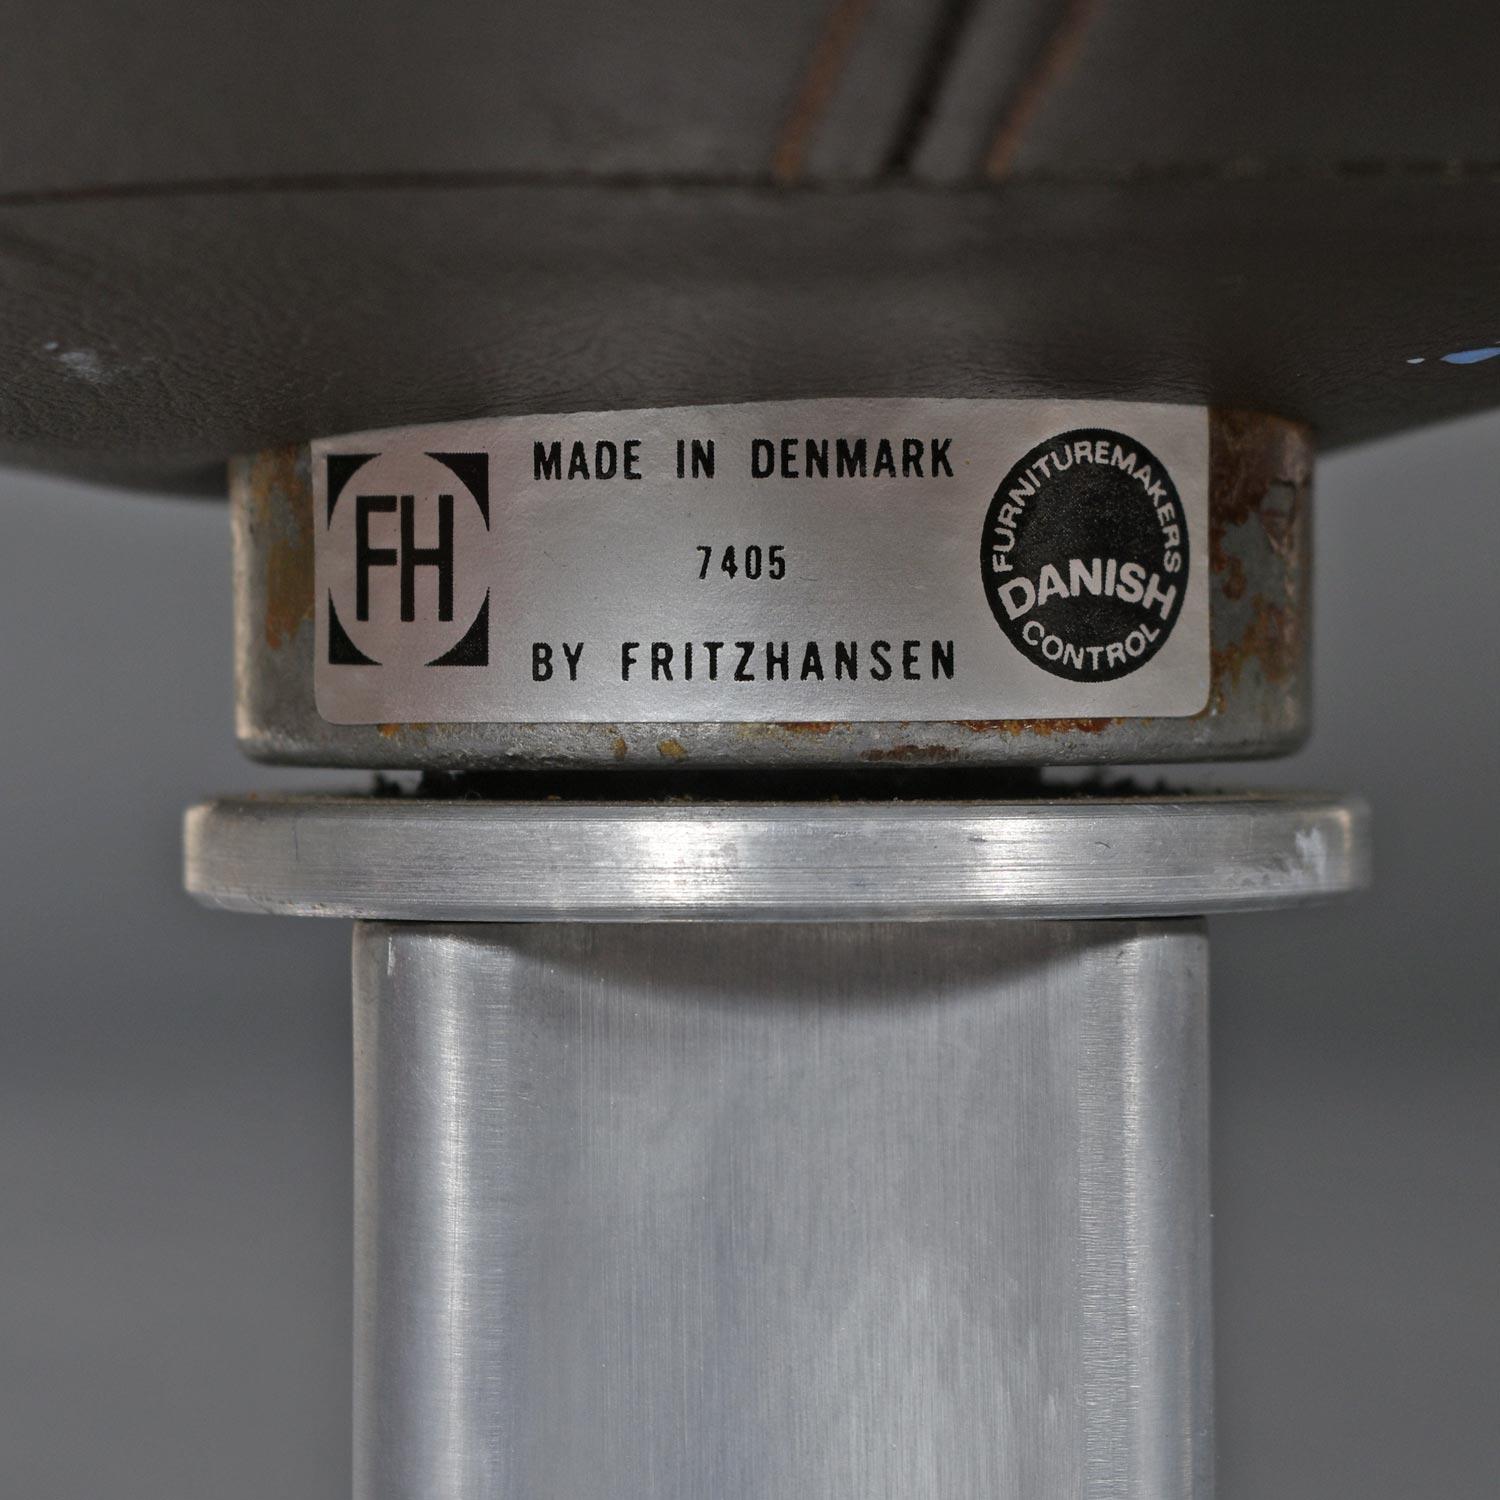 FH
MADE IN DENMARK
7405
BY FRITZHANSEN
FURNITUREMAKERS
DANISH
CONTROL